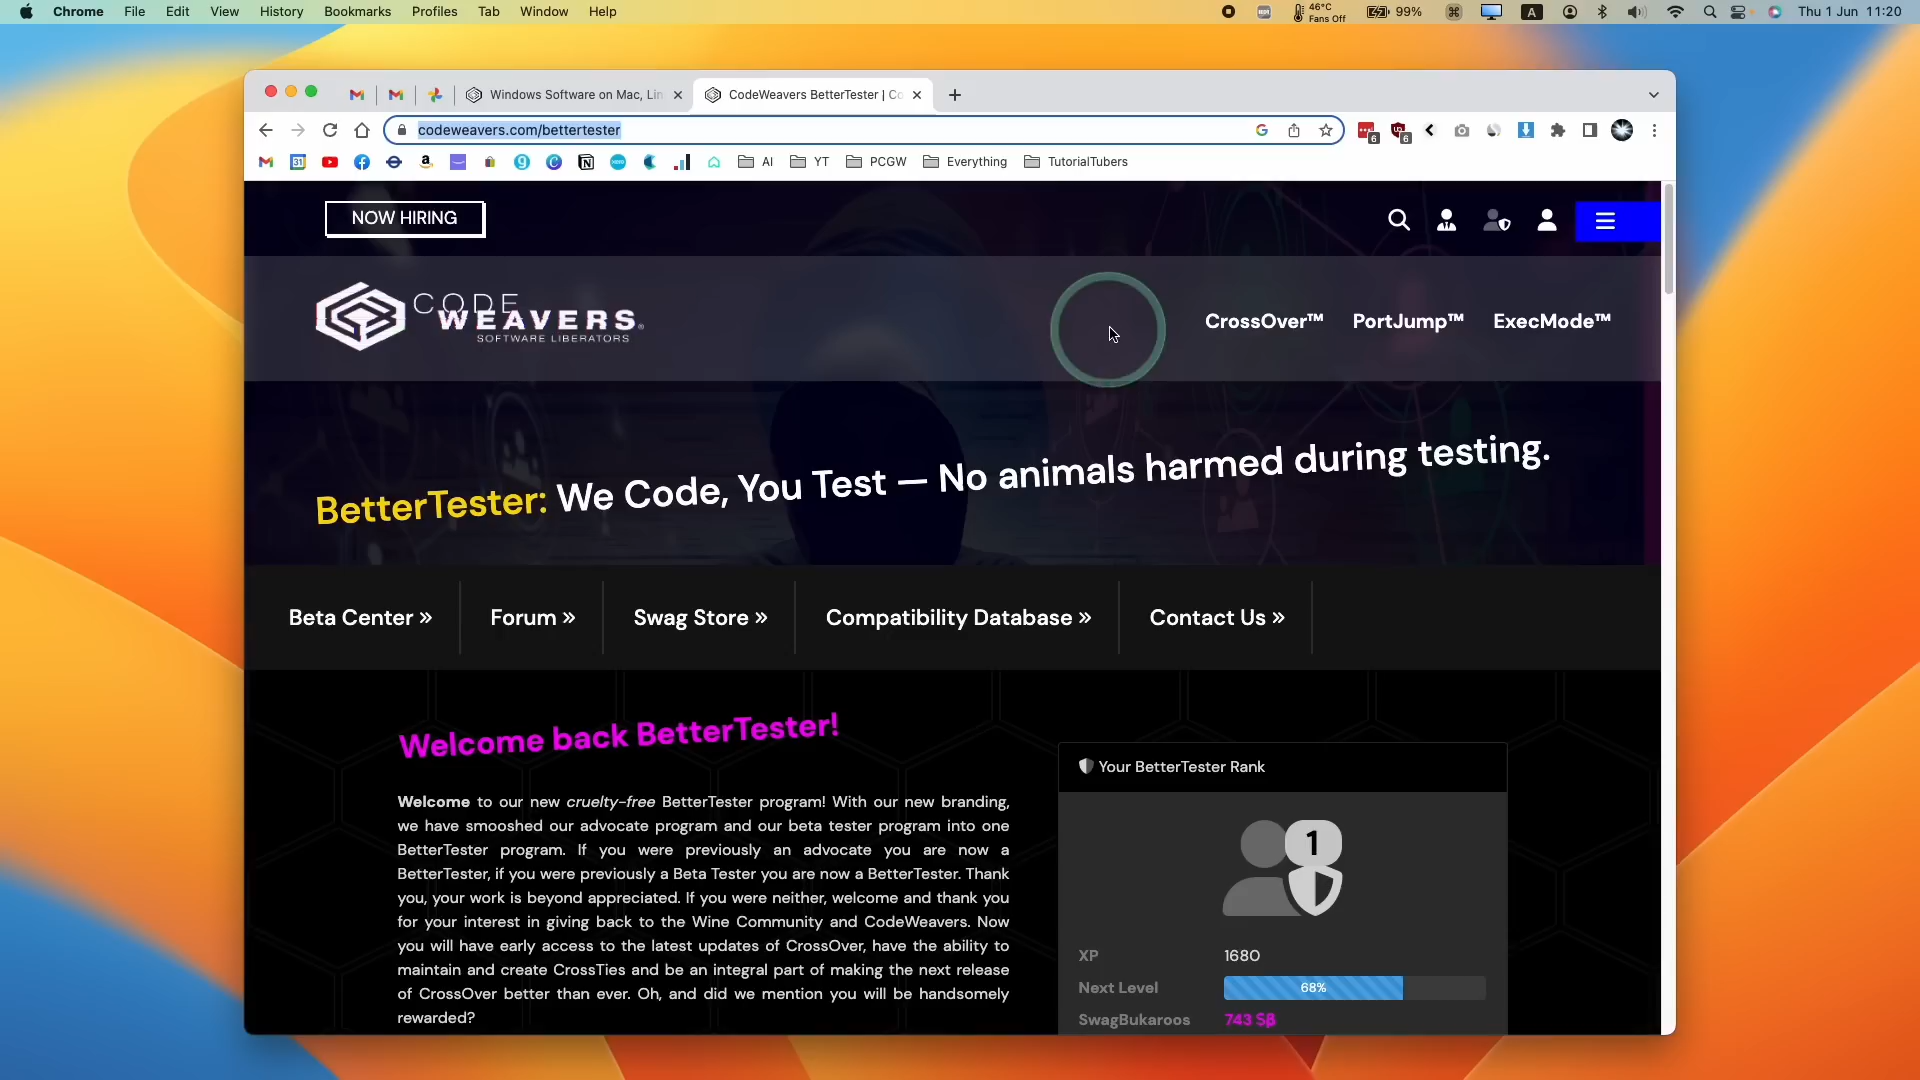 Chrome File Edit View History Bookmarks Profiles Tab Window Help
46°C
Fans Off
99%
A
Thu 1 Jun 11:20
Windows Software on Mac, Lin
CodeWeavers BetterTester | Co
codeweavers.com/bettertester
6
6
31
AI
YT
PCGW
Everything
TutorialTubers
NOW HIRING
CODE
WEAVERS
SOFTWARE LIBERATORS
CrossOver™
PortJump™
ExecMode™
BetterTester: We Code, You Test — No animals harmed during testing.
Beta Center »
Forum »
Swag Store »
Compatibility Database »
Contact Us »
Welcome back BetterTester!
Welcome to our new cruelty-free BetterTester program! With our new branding,
we have smooshed our advocate program and our beta tester program into one
BetterTester program. If you were previously an advocate you are now a
BetterTester, if you were previously a Beta Tester you are now a BetterTester. Thank
you, your work is beyond appreciated. If you were neither, welcome and thank you
for your interest in giving back to the Wine Community and CodeWeavers. Now
you will have early access to the latest updates of CrossOver, have the ability to
maintain and create CrossTies and be an integral part of making the next release
of CrossOver better than ever. Oh, and did we mention you will be handsomely
rewarded?
Your BetterTester Rank
1
XP 1680
Next Level 68%
SwagBukaroos 743 Sβ